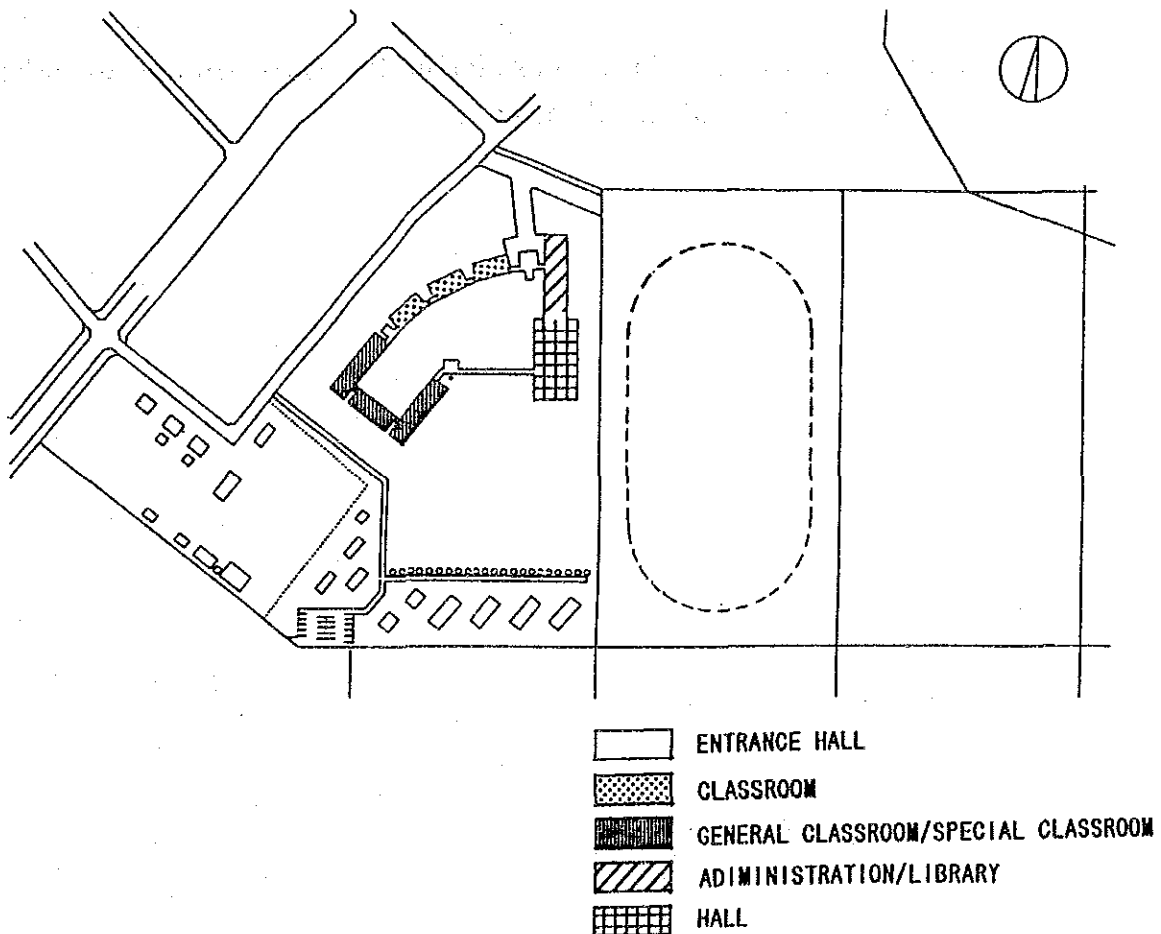 ENTRANCE HALL
CLASSROOM
GENERAL CLASSROOM/SPECIAL CLASSROOM
ADIMINISTRATION/LIBRARY
HALL